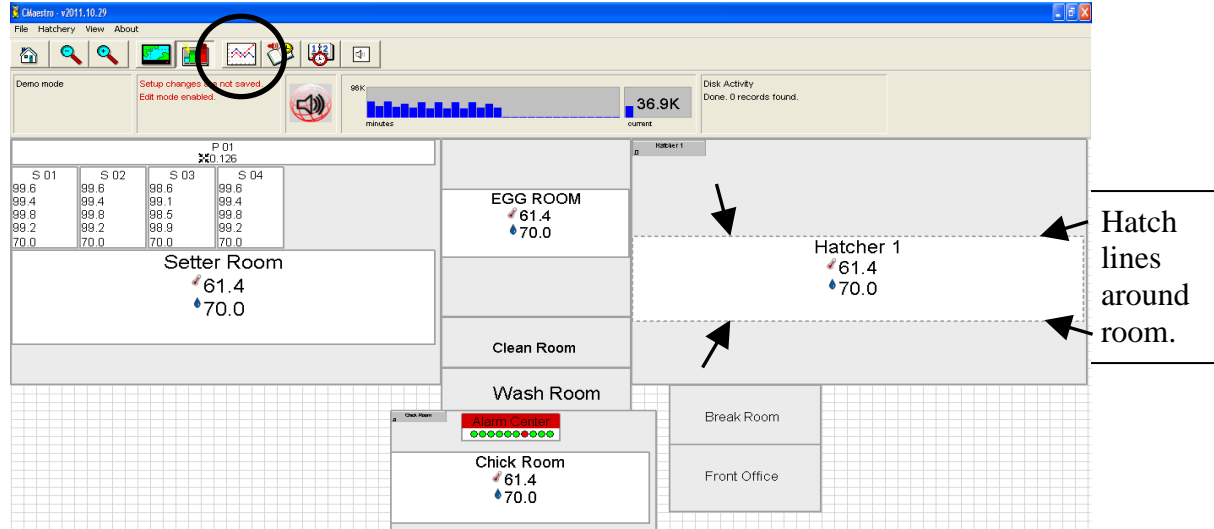 CMaestro - v2011.10.29
File Hatchery View About
Demo mode
Setup changes are not saved.
Edit mode enabled.
96K
minutes
36.9K
current
Disk Activity
Done. 0 records found.
P 01
0.126
S 01 S 02 S 03 S 04
99.6 99.6 98.6 99.6
99.4 99.4 99.1 99.4
99.8 99.8 98.5 99.8
99.2 99.2 98.9 99.2
70.0 70.0 70.0 70.0
Setter Room
61.4
70.0
EGG ROOM
61.4
70.0
Clean Room
Wash Room
Hatcher 1
Hatcher 1
61.4
70.0
Hatch
lines
around
room.
Chick Room
Alarm Center
Chick Room
61.4
70.0
Break Room
Front Office